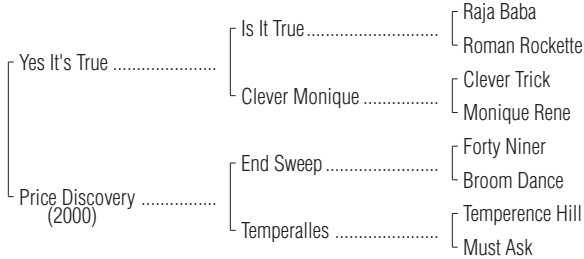 Raja Baba
Is It True
Roman Rockette
Yes It's True
Clever Trick
Clever Monique
Monique Rene
Forty Niner
End Sweep
Broom Dance
Price Discovery
(2000)
Temperence Hill
Temperalles
Must Ask